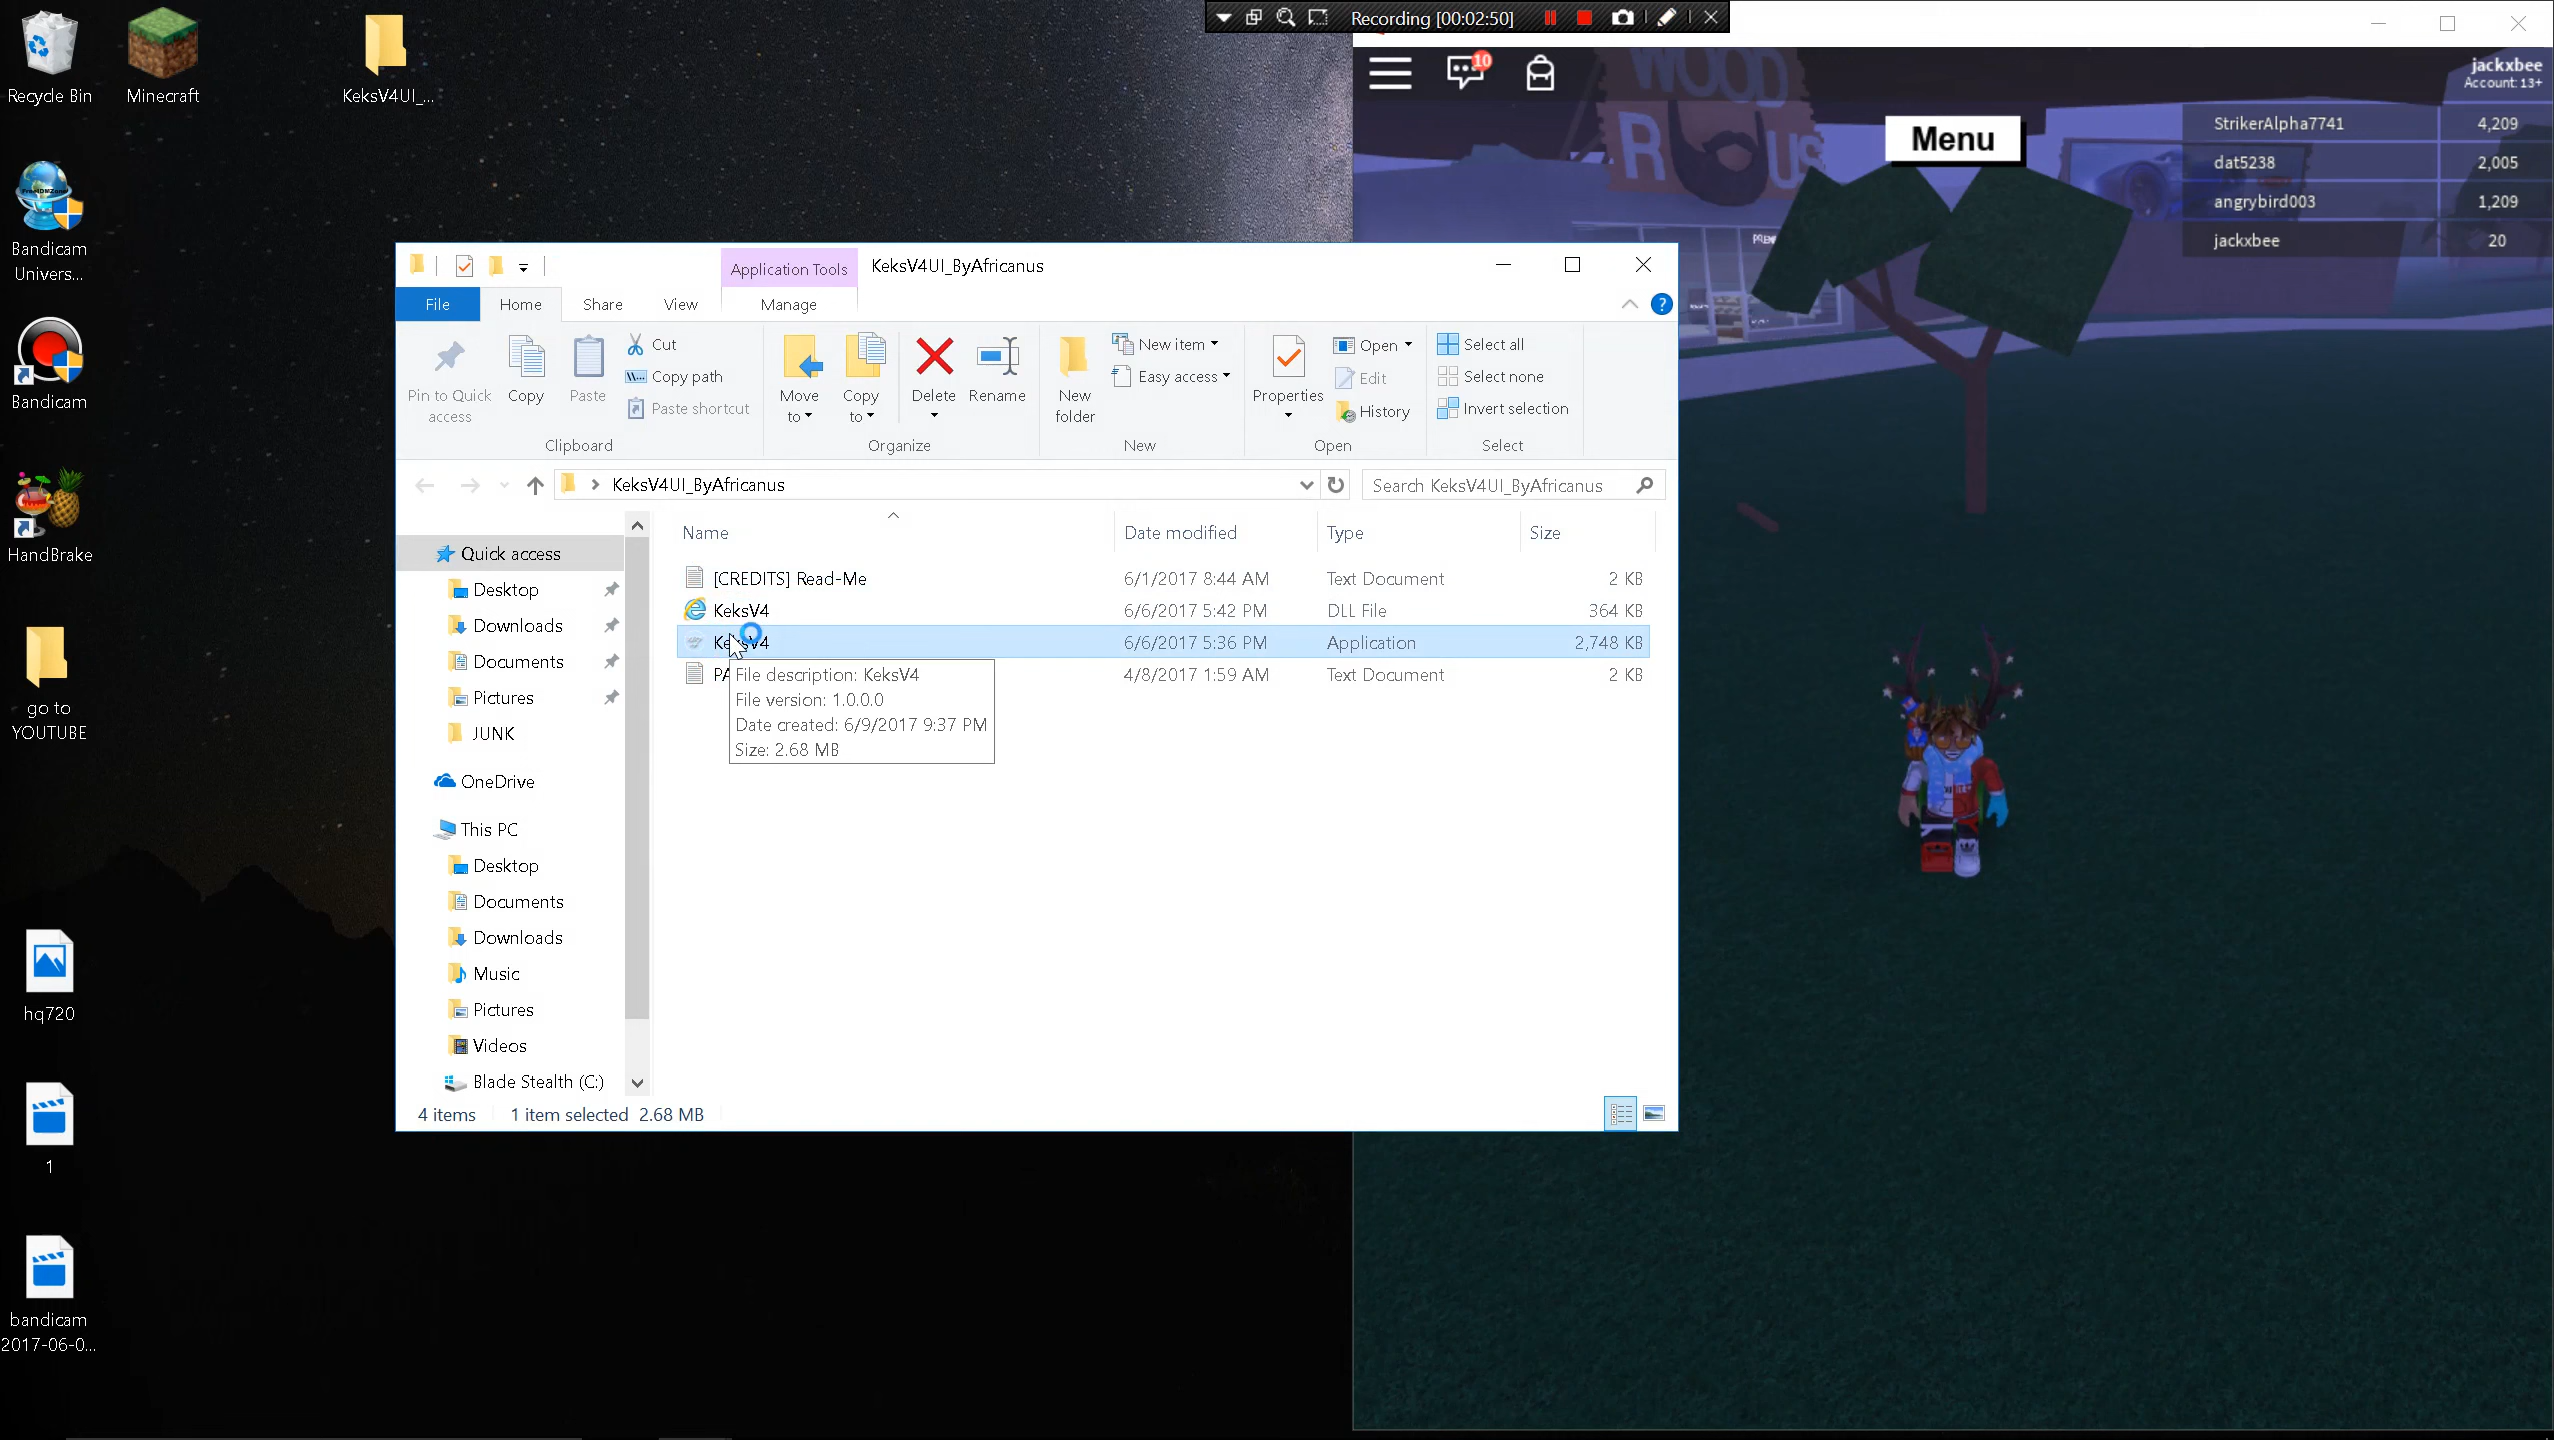 Recycle Bin
Minecraft
KeksV4UI_...
Bandicam
Univers...
Bandicam
HandBrake
go to
YOUTUBE
hq720
1
bandicam
2017-06-0...
Recording [00:02:50]
Application Tools
KeksV4UI_ByAfricanus
File
Home
Share
View
Manage
Pin to Quick
access
Copy
Paste
Cut
Copy path
Paste shortcut
Clipboard
Move
to
Copy
to
Delete
Rename
Organize
New
folder
New item
Easy access
New
Properties
Open
Edit
History
Open
Select all
Select none
Invert selection
Select
KeksV4UI_ByAfricanus
Search KeksV4UI_ByAfricanus
Quick access
Desktop
Downloads
Documents
Pictures
JUNK
OneDrive
This PC
Desktop
Documents
Downloads
Music
Pictures
Videos
Blade Stealth (C:)
Name Date modified Type Size
[CREDITS] Read-Me 6/1/2017 8:44 AM Text Document 2 KB
KeksV4 6/6/2017 5:42 PM DLL File 364 KB
KeksV4 6/6/2017 5:36 PM Application 2,748 KB
PA 4/8/2017 1:59 AM Text Document 2 KB
File description: KeksV4
File version: 1.0.0.0
Date created: 6/9/2017 9:37 PM
Size: 2.68 MB
4 items 1 item selected 2.68 MB
10
jackxbee
Account: 13+
WOOD
R US
Menu
StrikerAlpha7741 4,209
dat5238 2,005
angrybird003 1,209
jackxbee 20